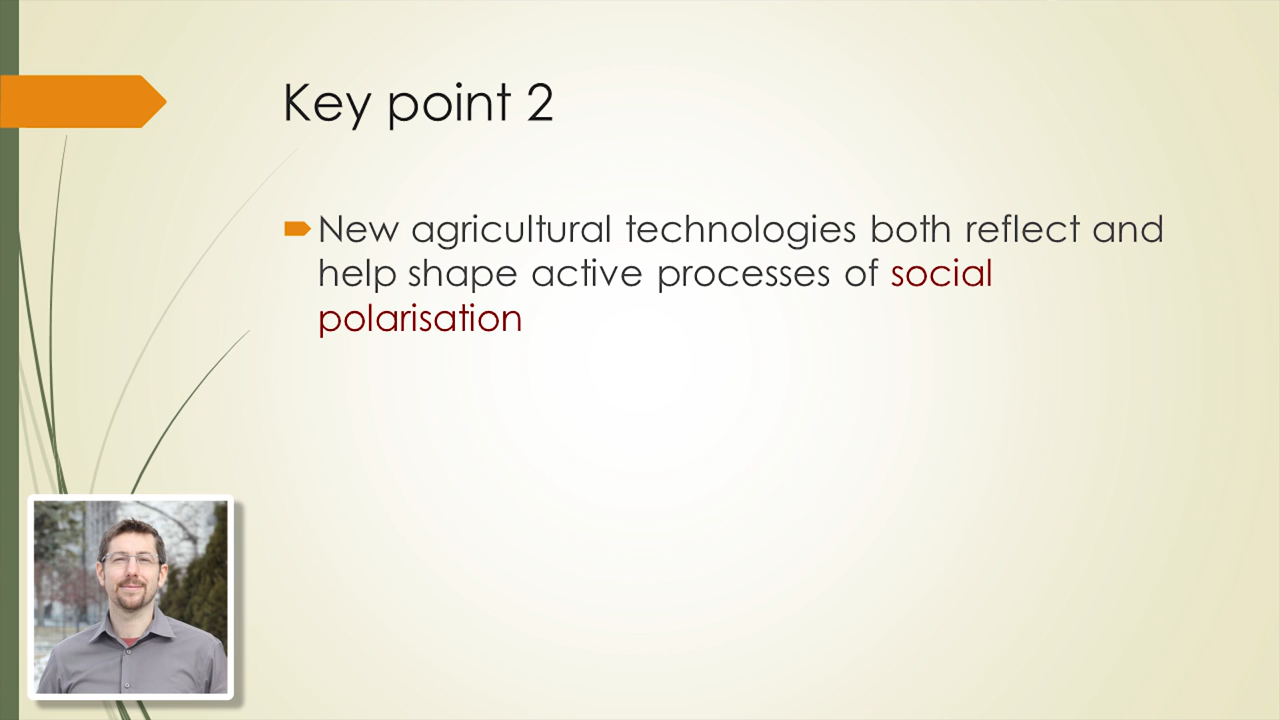 Key point 2
New agricultural technologies both reflect and
help shape active processes of social
polarisation